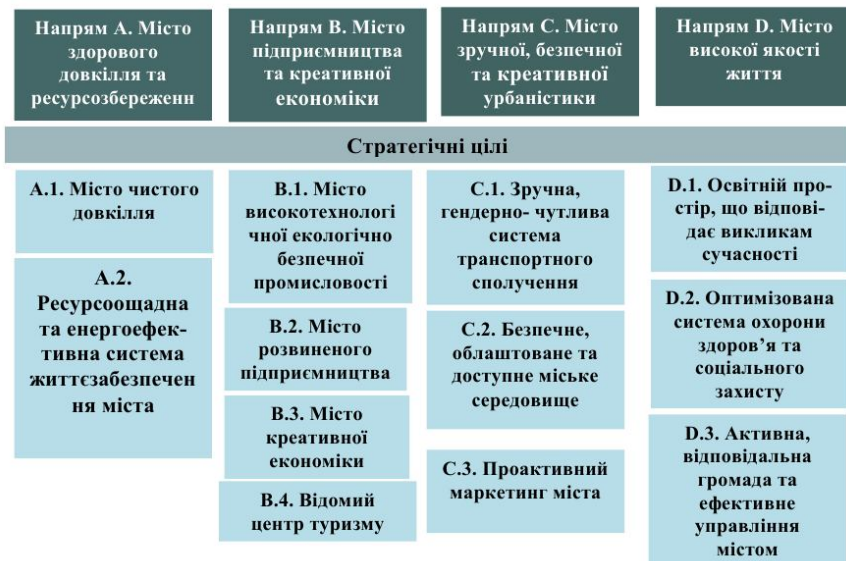 Напрям А. Місто
здорового
довкілля та
ресурсозбереженн
Напрям В. Місто
підприємництва
та креативної
економіки
Напрям С. Місто
зручної, безпечної
та креативної
урбаністики
Напрям D. Місто
високої якості
життя
Стратегічні цілі
А.1. Місто чистого
довкілля
А.2.
Ресурсоощадна
та енергоефек-
тивна система
життєзабезпечен
ня міста
В.1. Місто
високотехнологі
чної екологічно
безпечної
промисловості
В.2. Місто
розвиненого
підприємництва
В.3. Місто
креативної
економіки
В.4. Відомий
центр туризму
С.1. Зручна,
гендерно- чутлива
система
транспортного
сполучення
С.2. Безпечне,
облаштоване та
доступне міське
середовище
С.3. Проактивний
маркетинг міста
D.1. Освітній про-
стір, що відпові-
дає викликам
сучасності
D.2. Оптимізована
система охорони
здоров’я та
соціального
захисту
D.3. Активна,
відповідальна
громада та
ефективне
управління
містом